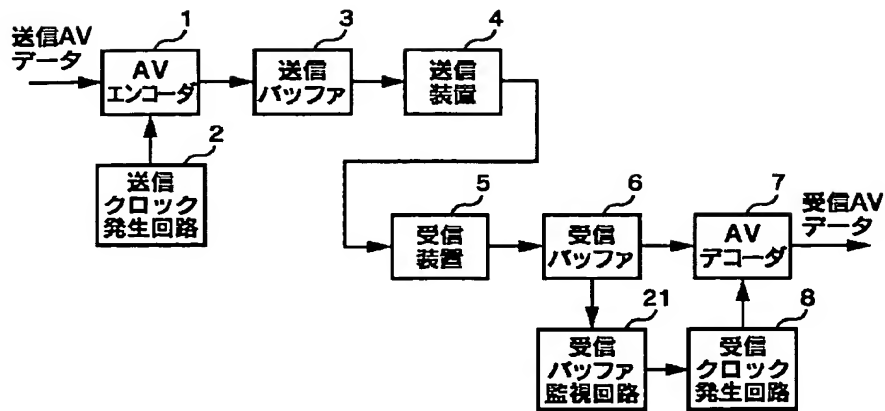 送信AV
データ
1
AV
エンコーダ
3
送信
バッファ
4
送信
装置
2
送信
クロック
発生回路
5
受信
装置
6
受信
バッファ
7
AV
デコーダ
受信AV
データ
21
受信
バッファ
監視回路
8
受信
クロック
発生回路